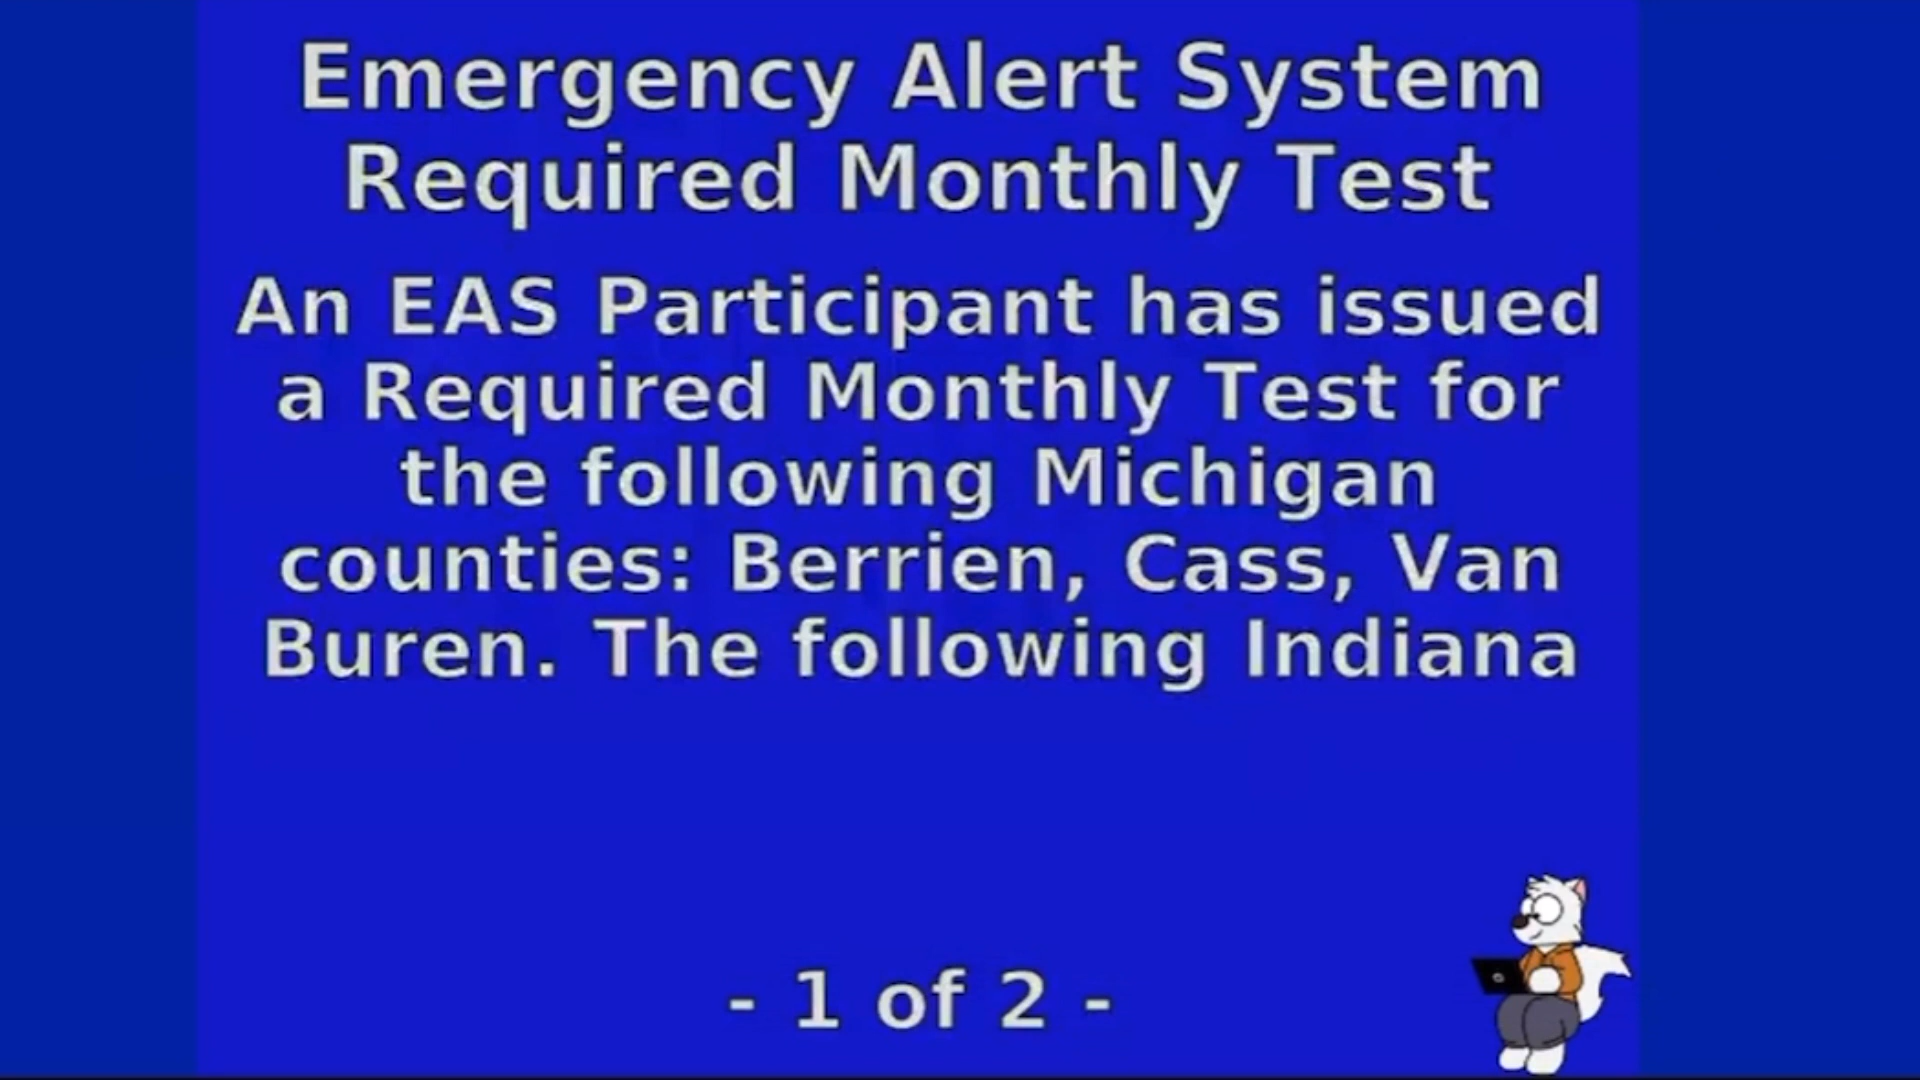 Emergency Alert System
Required Monthly Test
An EAS Participant has issued
a Required Monthly Test for
the following Michigan
counties: Berrien, Cass, Van
Buren. The following Indiana
- 1 of 2 -